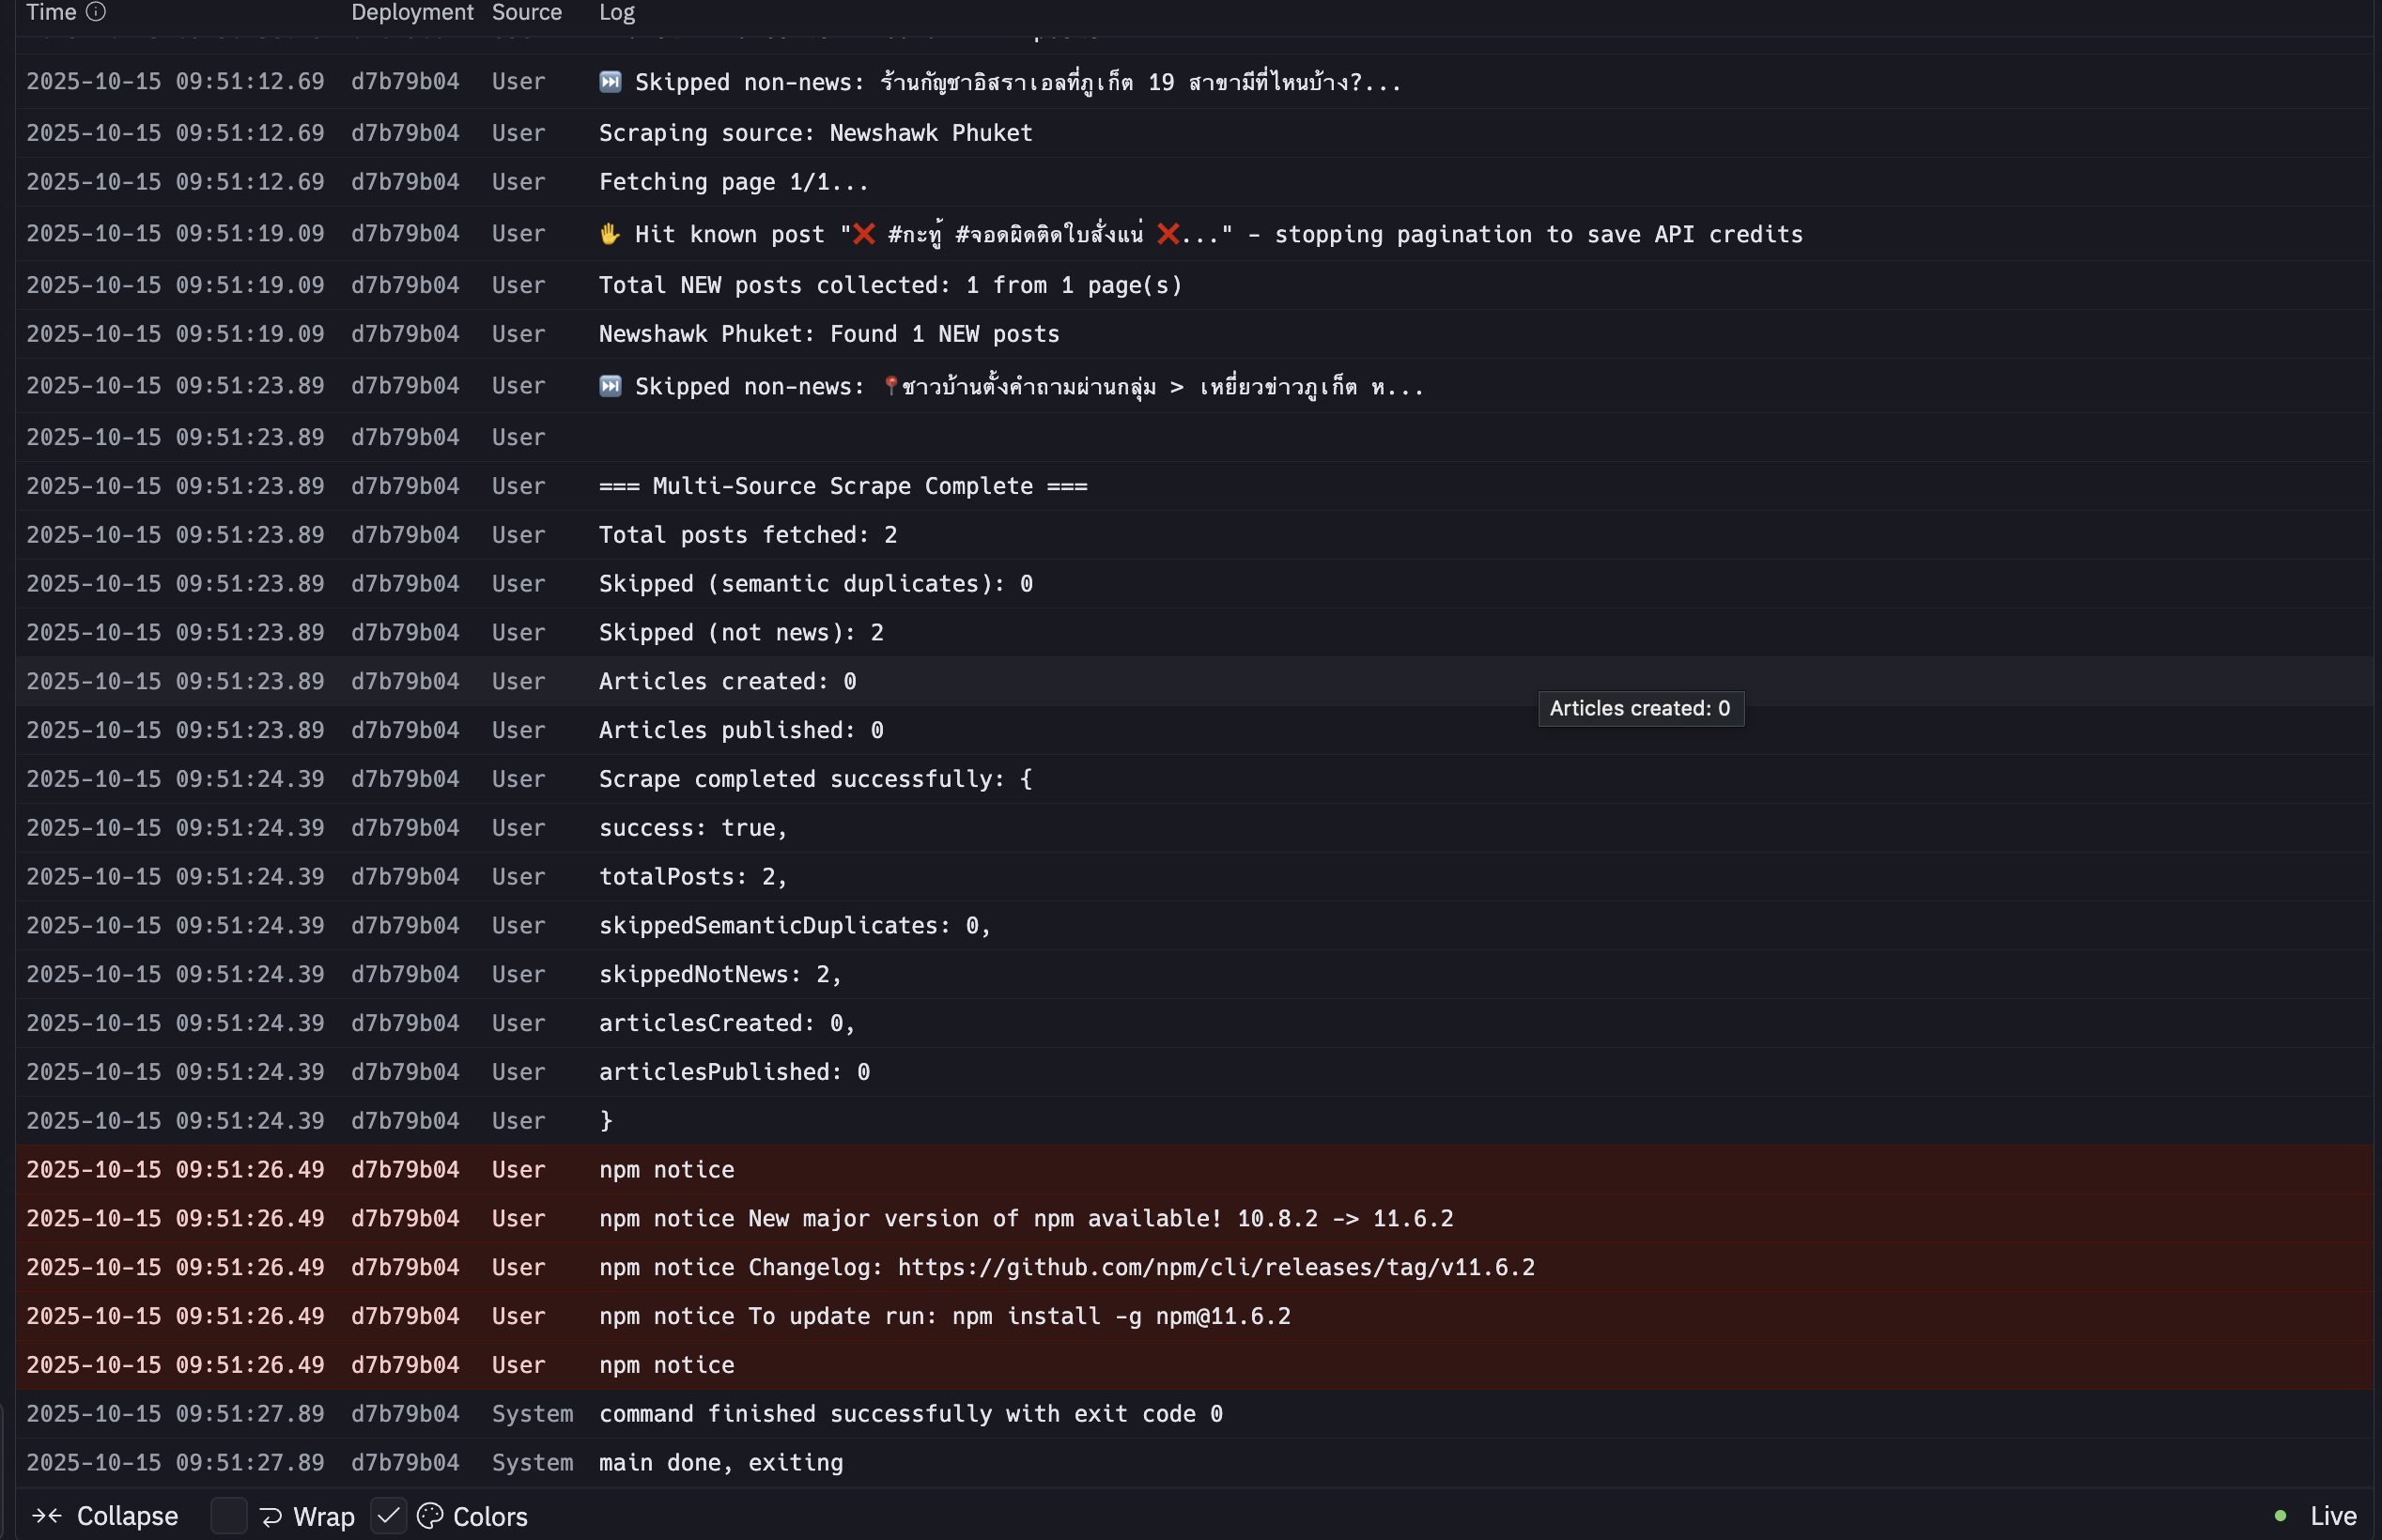 Time Deployment Source Log
2025-10-15 09:51:12.69 d7b79b04 User ⏭️ Skipped non-news: ร้านกัญชาอิสราเอลที่ภูเก็ต 19 สาขามีที่ไหนบ้าง?...
2025-10-15 09:51:12.69 d7b79b04 User Scraping source: Newshawk Phuket
2025-10-15 09:51:12.69 d7b79b04 User Fetching page 1/1...
2025-10-15 09:51:19.09 d7b79b04 User ✋ Hit known post "❌ #กะทู้ #จอดผิดติดใบสั่งแน่ ❌..." - stopping pagination to save API credits
2025-10-15 09:51:19.09 d7b79b04 User Total NEW posts collected: 1 from 1 page(s)
2025-10-15 09:51:19.09 d7b79b04 User Newshawk Phuket: Found 1 NEW posts
2025-10-15 09:51:23.89 d7b79b04 User ⏭️ Skipped non-news: 📍ชาวบ้านตั้งคำถามผ่านกลุ่ม > เหยี่ยวข่าวภูเก็ต ห...
2025-10-15 09:51:23.89 d7b79b04 User
2025-10-15 09:51:23.89 d7b79b04 User === Multi-Source Scrape Complete ===
2025-10-15 09:51:23.89 d7b79b04 User Total posts fetched: 2
2025-10-15 09:51:23.89 d7b79b04 User Skipped (semantic duplicates): 0
2025-10-15 09:51:23.89 d7b79b04 User Skipped (not news): 2
2025-10-15 09:51:23.89 d7b79b04 User Articles created: 0
Articles created: 0
2025-10-15 09:51:23.89 d7b79b04 User Articles published: 0
2025-10-15 09:51:24.39 d7b79b04 User Scrape completed successfully: {
2025-10-15 09:51:24.39 d7b79b04 User success: true,
2025-10-15 09:51:24.39 d7b79b04 User totalPosts: 2,
2025-10-15 09:51:24.39 d7b79b04 User skippedSemanticDuplicates: 0,
2025-10-15 09:51:24.39 d7b79b04 User skippedNotNews: 2,
2025-10-15 09:51:24.39 d7b79b04 User articlesCreated: 0,
2025-10-15 09:51:24.39 d7b79b04 User articlesPublished: 0
2025-10-15 09:51:24.39 d7b79b04 User }
2025-10-15 09:51:26.49 d7b79b04 User npm notice
2025-10-15 09:51:26.49 d7b79b04 User npm notice New major version of npm available! 10.8.2 -> 11.6.2
2025-10-15 09:51:26.49 d7b79b04 User npm notice Changelog: https://github.com/npm/cli/releases/tag/v11.6.2
2025-10-15 09:51:26.49 d7b79b04 User npm notice To update run: npm install -g npm@11.6.2
2025-10-15 09:51:26.49 d7b79b04 User npm notice
2025-10-15 09:51:27.89 d7b79b04 System command finished successfully with exit code 0
2025-10-15 09:51:27.89 d7b79b04 System main done, exiting
Collapse Wrap Colors Live